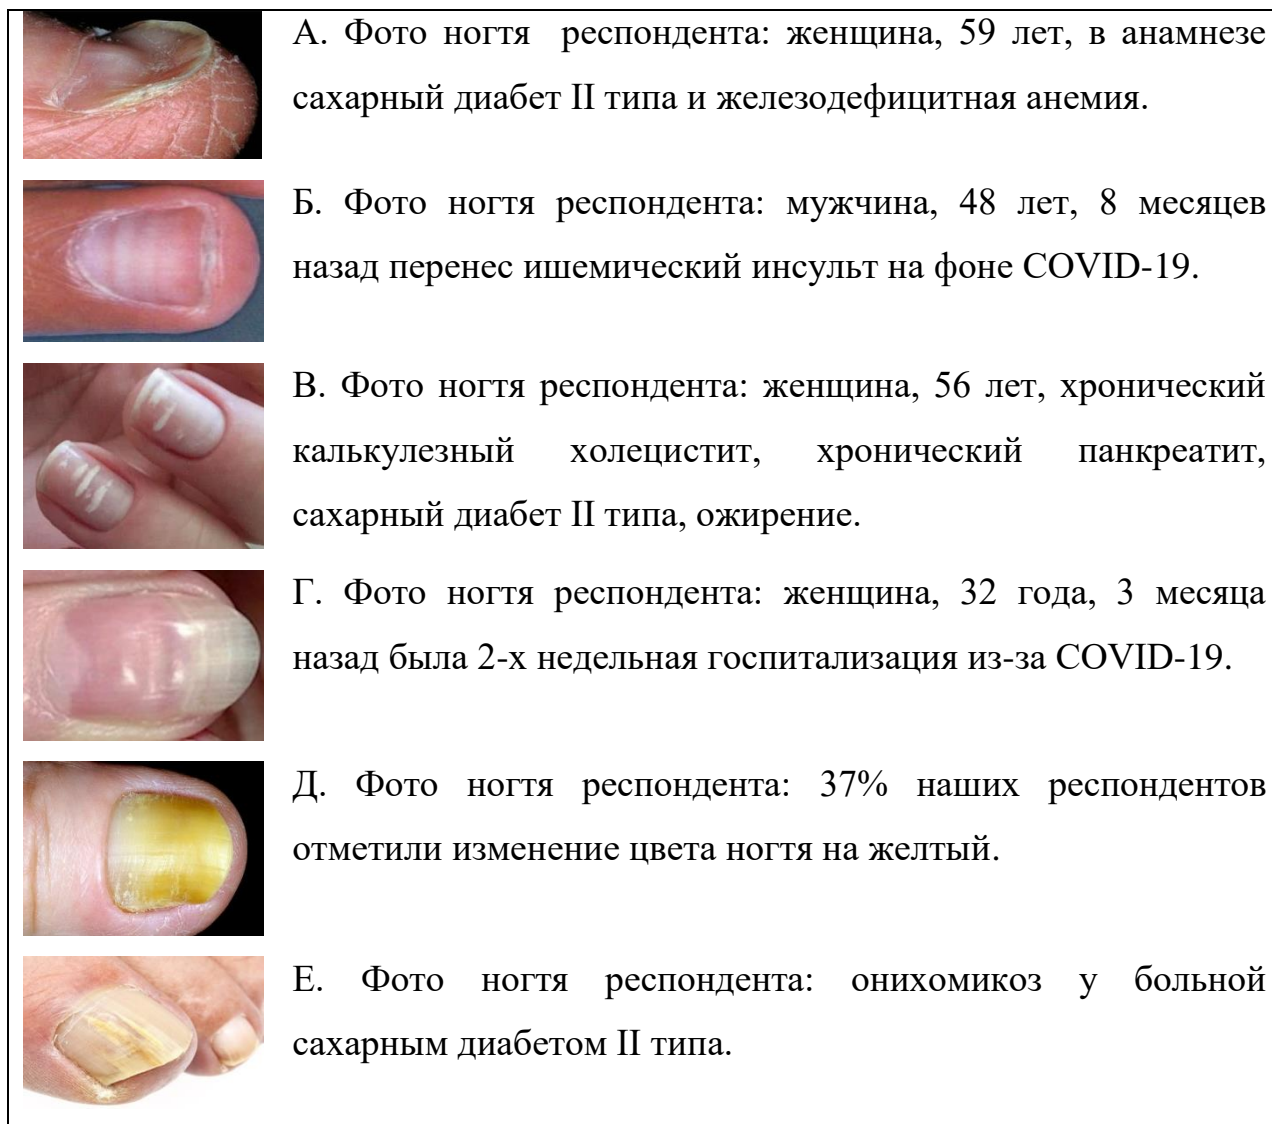 А. Фото ногтя респондента: женщина, 59 лет, в анамнезе
сахарный диабет II типа и железодефицитная анемия.
Б. Фото ногтя респондента: мужчина, 48 лет, 8 месяцев
назад перенес ишемический инсульт на фоне COVID-19.
В. Фото ногтя респондента: женщина, 56 лет, хронический
калькулезный холецистит, хронический панкреатит,
сахарный диабет II типа, ожирение.
Г. Фото ногтя респондента: женщина, 32 года, 3 месяца
назад была 2-х недельная госпитализация из-за COVID-19.
Д. Фото ногтя респондента: 37% наших респондентов
отметили изменение цвета ногтя на желтый.
Е. Фото ногтя респондента: онихомикоз у больной
сахарным диабетом II типа.